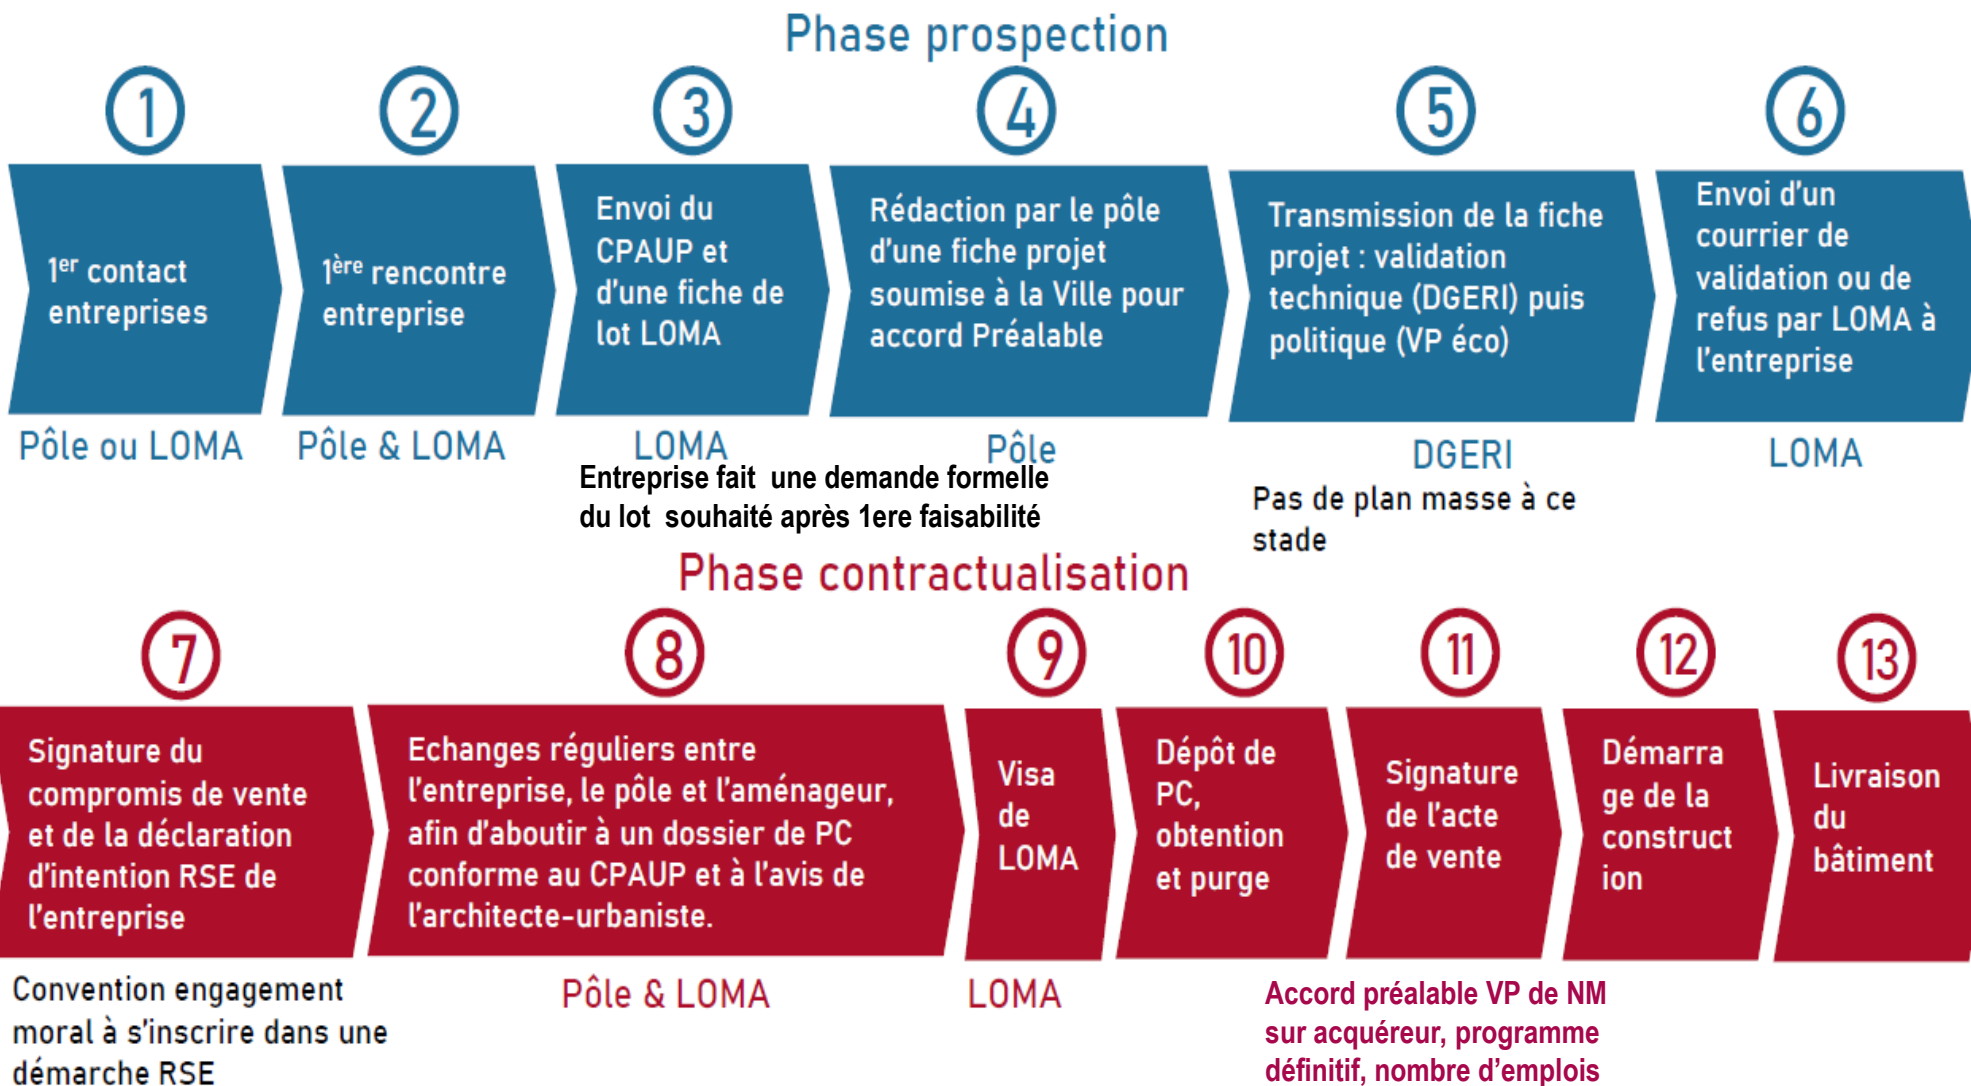 Phase prospection
1
2
3
4
5
6
1er contact
entreprises
1ère rencontre
entreprise
Envoi du
CPAUP et
d'une fiche de
lot LOMA
Rédaction par le pôle
d'une fiche projet
soumise à la Ville pour
accord Préalable
Transmission de la fiche
projet : validation
technique (DGERI) puis
politique (VP éco)
Envoi d'un
courrier de
validation ou de
refus par LOMA à
l'entreprise
Pôle ou LOMA
Pôle & LOMA
LOMA
Pôle
DGERI
LOMA
Entreprise fait une demande formelle
du lot souhaité après 1ere faisabilité
Pas de plan masse à ce
stade
Phase contractualisation
7
8
9
10
11
12
13
Signature du
compromis de vente
et de la déclaration
d'intention RSE de
l'entreprise
Echanges réguliers entre
l'entreprise, le pôle et l'aménageur,
afin d'aboutir à un dossier de PC
conforme au CPAUP et à l'avis de
l'architecte-urbaniste.
Visa
de
LOMA
Dépôt de
PC,
obtention
et purge
Signature
de l'acte
de vente
Démarra
ge de la
construct
ion
Livraison
du
bâtiment
Convention engagement
moral à s'inscrire dans une
démarche RSE
Pôle & LOMA
LOMA
Accord préalable VP de NM
sur acquéreur, programme
définitif, nombre d'emplois